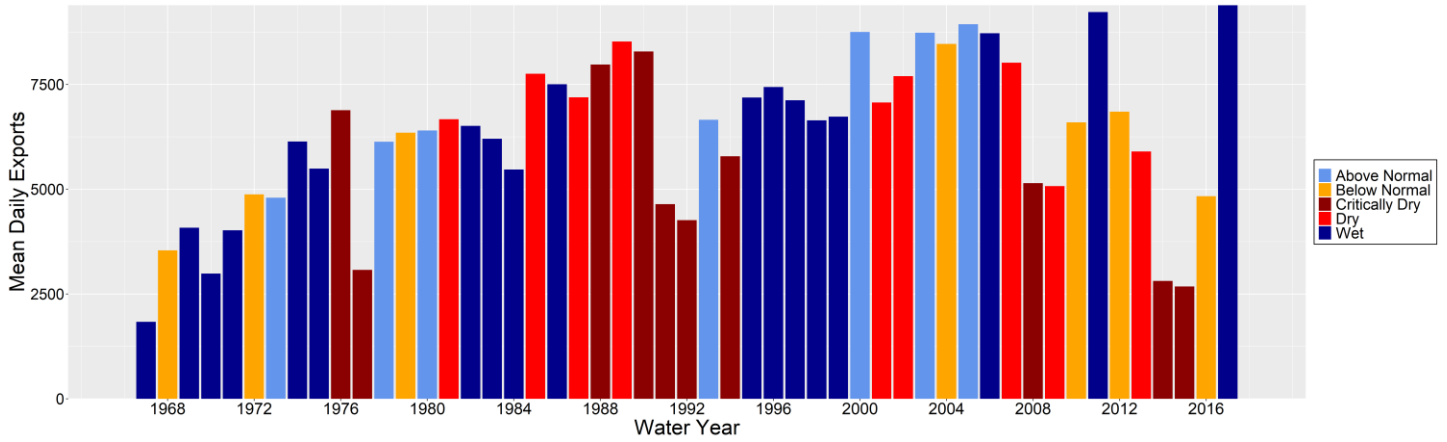 Mean Daily Exports
7500
5000
2500
0
1968 1972 1976 1980 1984 1988 1992 1996 2000 2004 2008 2012 2016
Water Year
Above Normal
Below Normal
Critically Dry
Dry
Wet